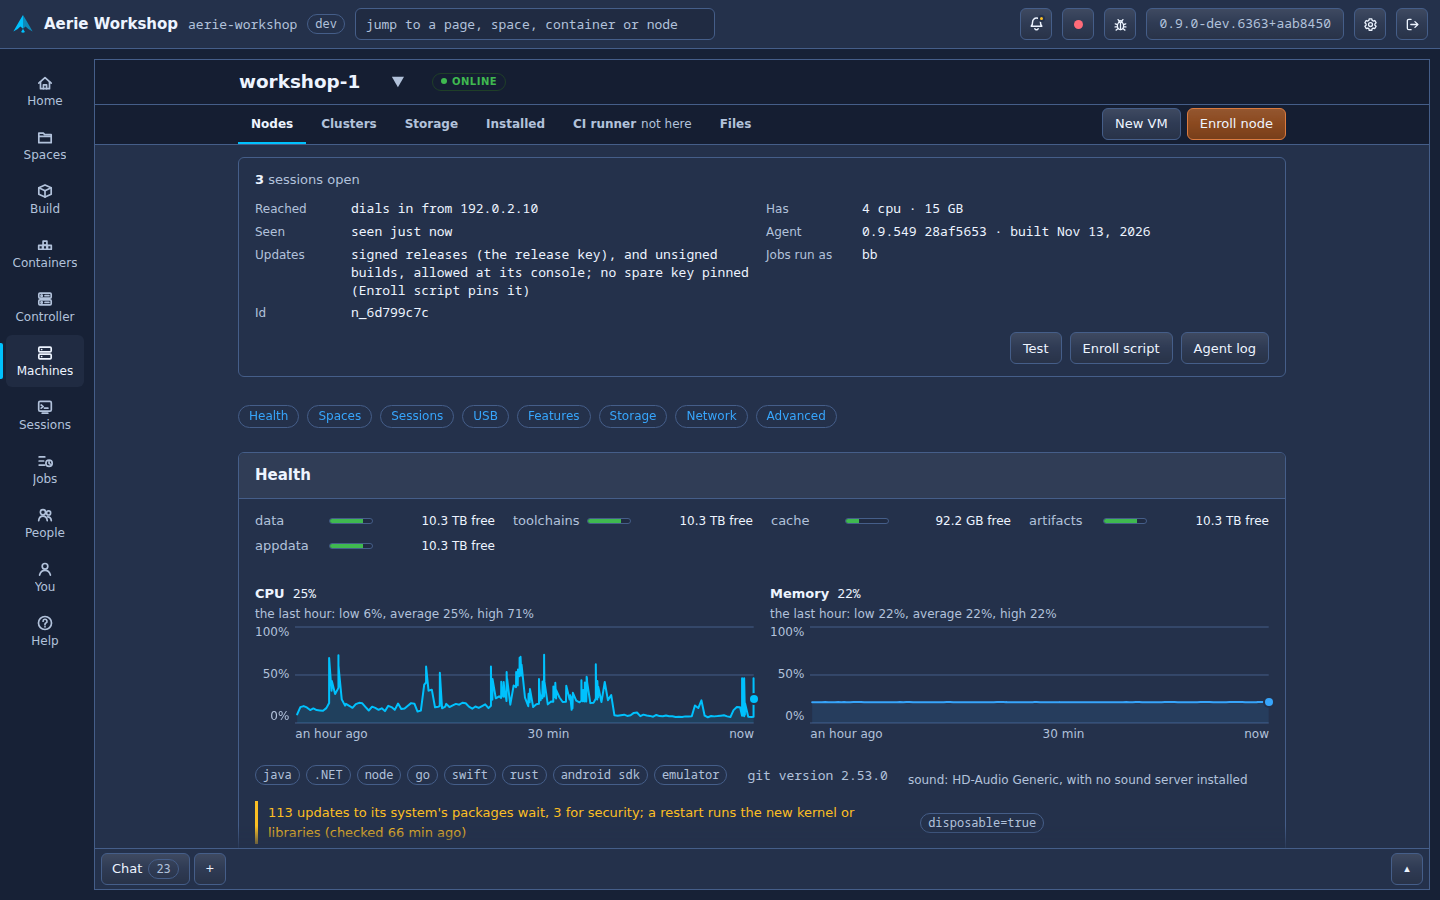 Aerie Workshop aerie-workshop dev jump to a page, space, container or node 0.9.0-dev.6363+aab8450
Home
Spaces
Build
Containers
Controller
Machines
Sessions
Jobs
People
You
Help
workshop-1 ▼ ONLINE
Nodes Clusters Storage Installed CI runner not here Files New VM Enroll node
3 sessions open
Reached dials in from 192.0.2.10
Has 4 cpu · 15 GB
Seen seen just now
Agent 0.9.549 28af5653 · built Nov 13, 2026
Updates signed releases (the release key), and unsigned
builds, allowed at its console; no spare key pinned
(Enroll script pins it)
Jobs run as bb
Id n_6d799c7c
Test Enroll script Agent log
Health Spaces Sessions USB Features Storage Network Advanced
Health
data 10.3 TB free toolchains 10.3 TB free cache 92.2 GB free artifacts 10.3 TB free
appdata 10.3 TB free
CPU 25%
the last hour: low 6%, average 25%, high 71%
100%
50%
0%
an hour ago 30 min now
Memory 22%
the last hour: low 22%, average 22%, high 22%
100%
50%
0%
an hour ago 30 min now
java .NET node go swift rust android sdk emulator git version 2.53.0 sound: HD-Audio Generic, with no sound server installed
113 updates to its system's packages wait, 3 for security; a restart runs the new kernel or
libraries (checked 66 min ago)
disposable=true
Chat 23 + ▲